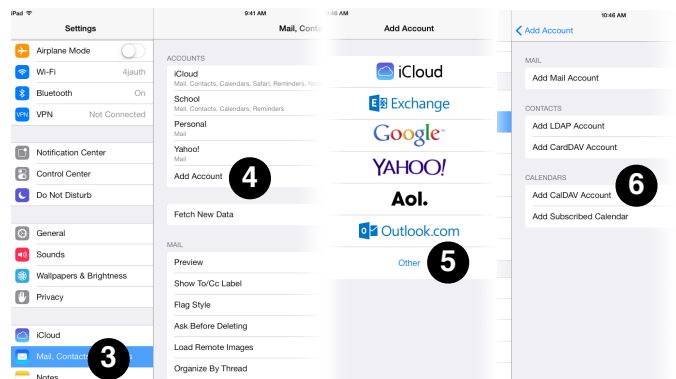 iPad
9:41 AM
Settings
Airplane Mode
Wi-Fi 4jauth
Bluetooth On
VPN VPN Not Connected
Notification Center
Control Center
Do Not Disturb
General
Sounds
Wallpapers & Brightness
Privacy
iCloud
Mail, Contacts
3
Notes
Mail, Conta
ACCOUNTS
iCloud
Mail, Contacts, Calendars, Safari, Reminders,
School
Mail, Contacts, Calendars, Reminders
Personal
Mail
Yahoo!
Mail
Add Account
4
Fetch New Data
MAIL
Preview
Show To/Cc Label
Flag Style
Ask Before Deleting
Load Remote Images
Organize By Thread
9:46 AM
Add Account
iCloud
E Exchange
Google
YAHOO!
Aol.
o Outlook.com
Other
5
10:46 AM
Add Account
MAIL
Add Mail Account
CONTACTS
Add LDAP Account
Add CardDAV Account
CALENDARS
Add CalDAV Account
6
Add Subscribed Calendar